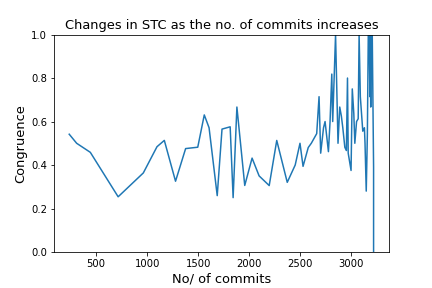 Changes in STC as the no. of commits increases
1.0
0.8
0.6
0.4
0.2
0.0
Congruence
500 1000 1500 2000 2500 3000
No/ of commits